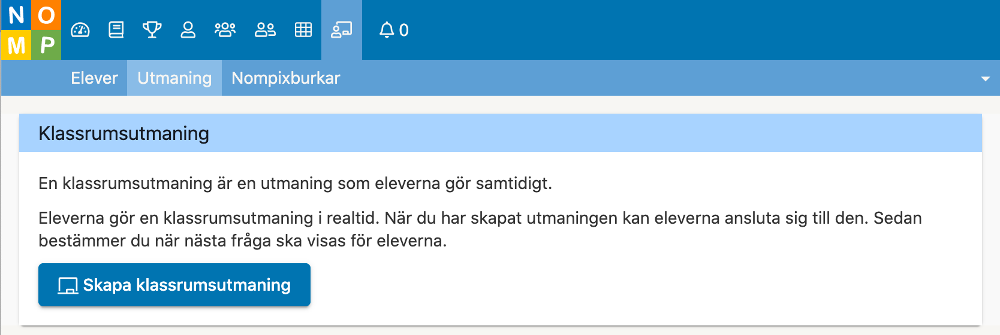 NO
MP
0
Elever Utmaning Nompixburkar
Klassrumsutmaning
En klassrumsutmaning är en utmaning som eleverna gör samtidigt.
Eleverna gör en klassrumsutmaning i realtid. När du har skapat utmaningen kan eleverna ansluta sig till den. Sedan
bestämmer du när nästa fråga ska visas för eleverna.
Skapa klassrumsutmaning